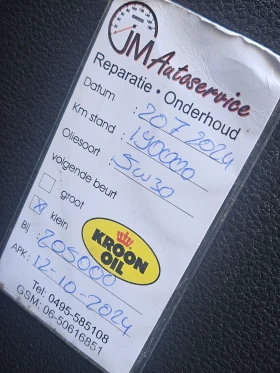 JM Autoservice
Reparatie • Onderhoud
Datum : 20 7 2024
Km stand : 190000
Oliesoort : 5W30
volgende beurt
groot
klein
KROON
OIL
Bij : 205000
APK: 12-10-2024
Tel: 0495-585108
GSM: 06-50616851